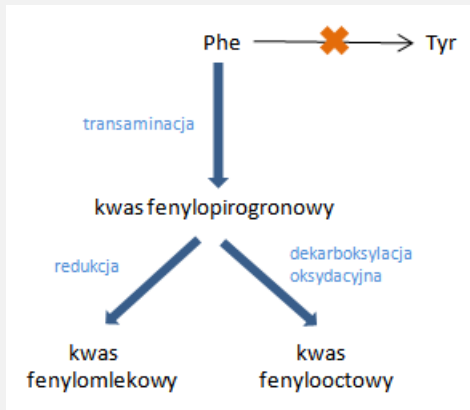 Phe Tyr
transaminacja
kwas fenylopirogronowy
redukcja
dekarboksylacja
oksydacyjna
kwas
fenylomlekowy
kwas
fenylooctowy